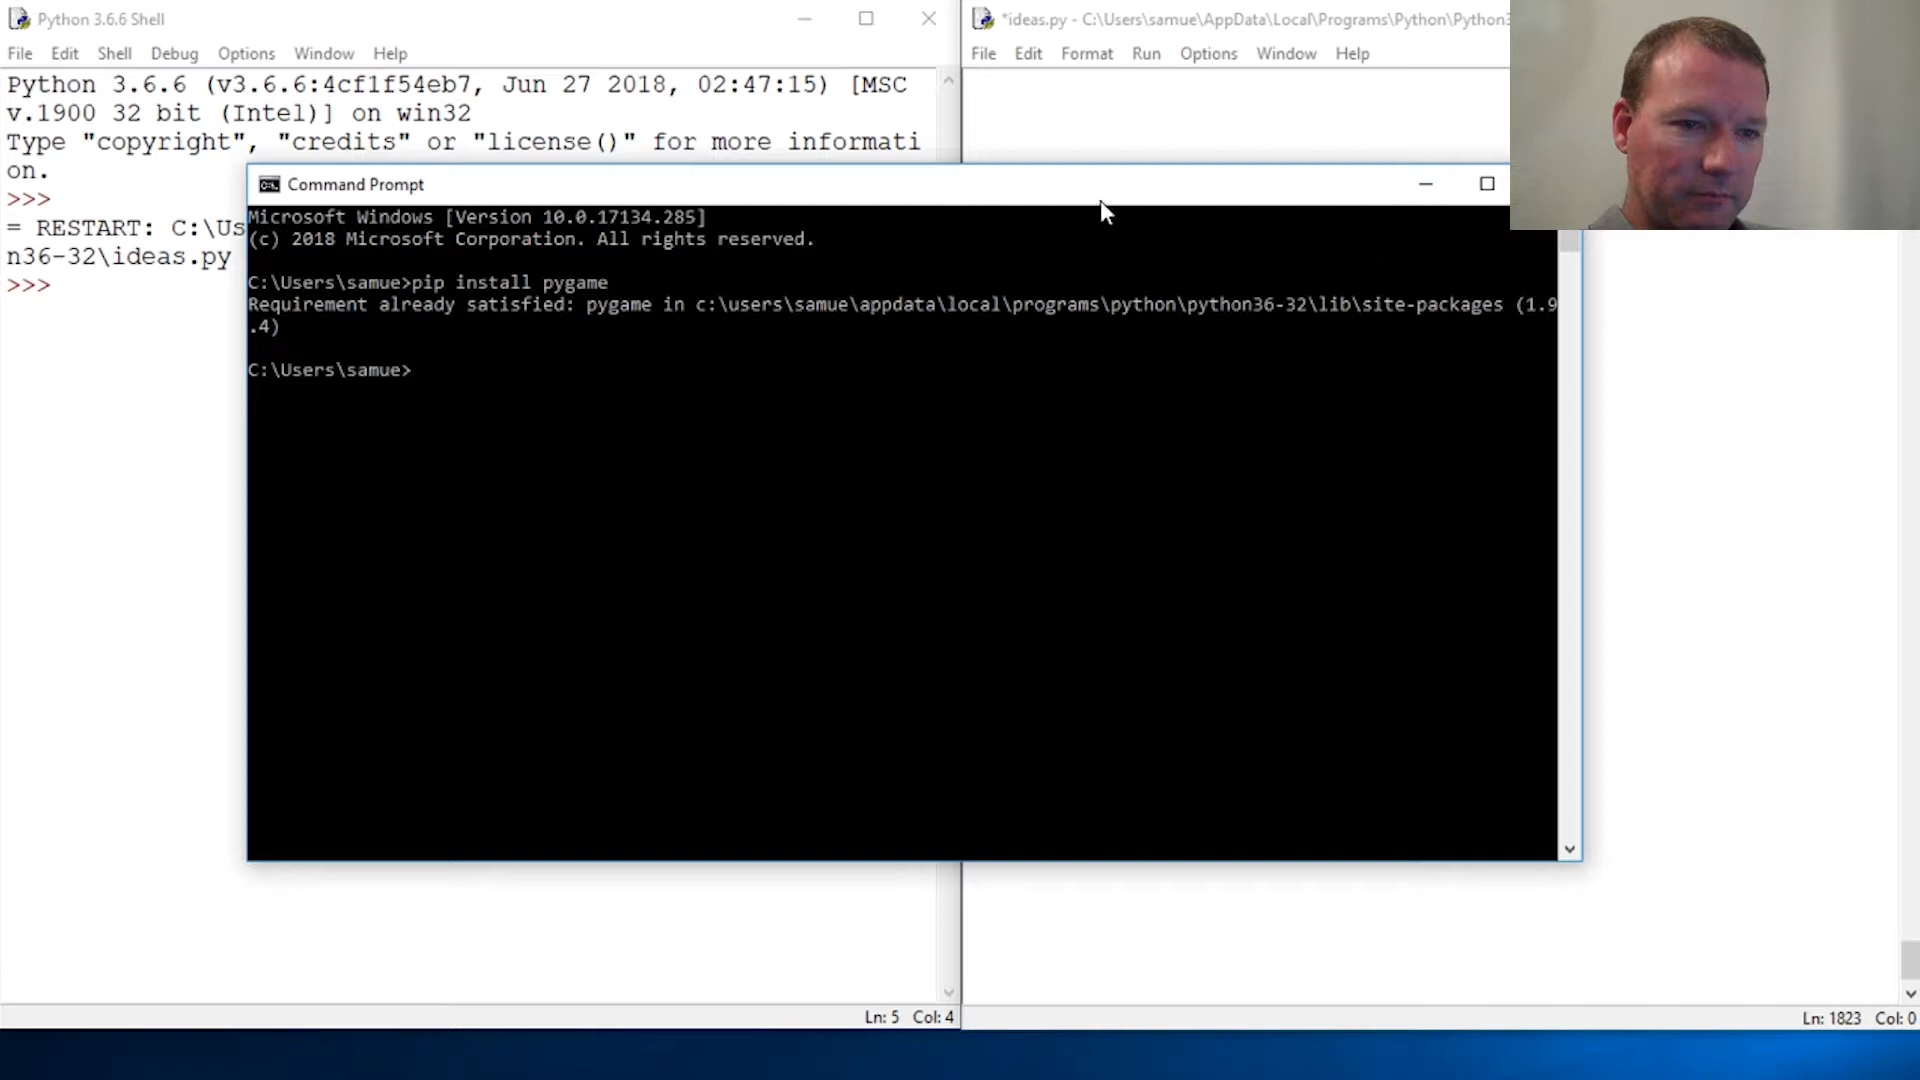 Python 3.6.6 Shell
File Edit Shell Debug Options Window Help
Python 3.6.6 (v3.6.6:4cf1f54eb7, Jun 27 2018, 02:47:15) [MSC
v.1900 32 bit (Intel)] on win32
Type "copyright", "credits" or "license()" for more informati
on.
>>>
= RESTART: C:\Us
n36-32\ideas.py
>>>
Ln: 5 Col: 4
*ideas.py - C:\Users\samue\AppData\Local\Programs\Python\Python3
File Edit Format Run Options Window Help
Ln: 1823 Col: 0
Command Prompt
Microsoft Windows [Version 10.0.17134.285]
(c) 2018 Microsoft Corporation. All rights reserved.
C:\Users\samue>pip install pygame
Requirement already satisfied: pygame in c:\users\samue\appdata\local\programs\python\python36-32\lib\site-packages (1.9
.4)
C:\Users\samue>